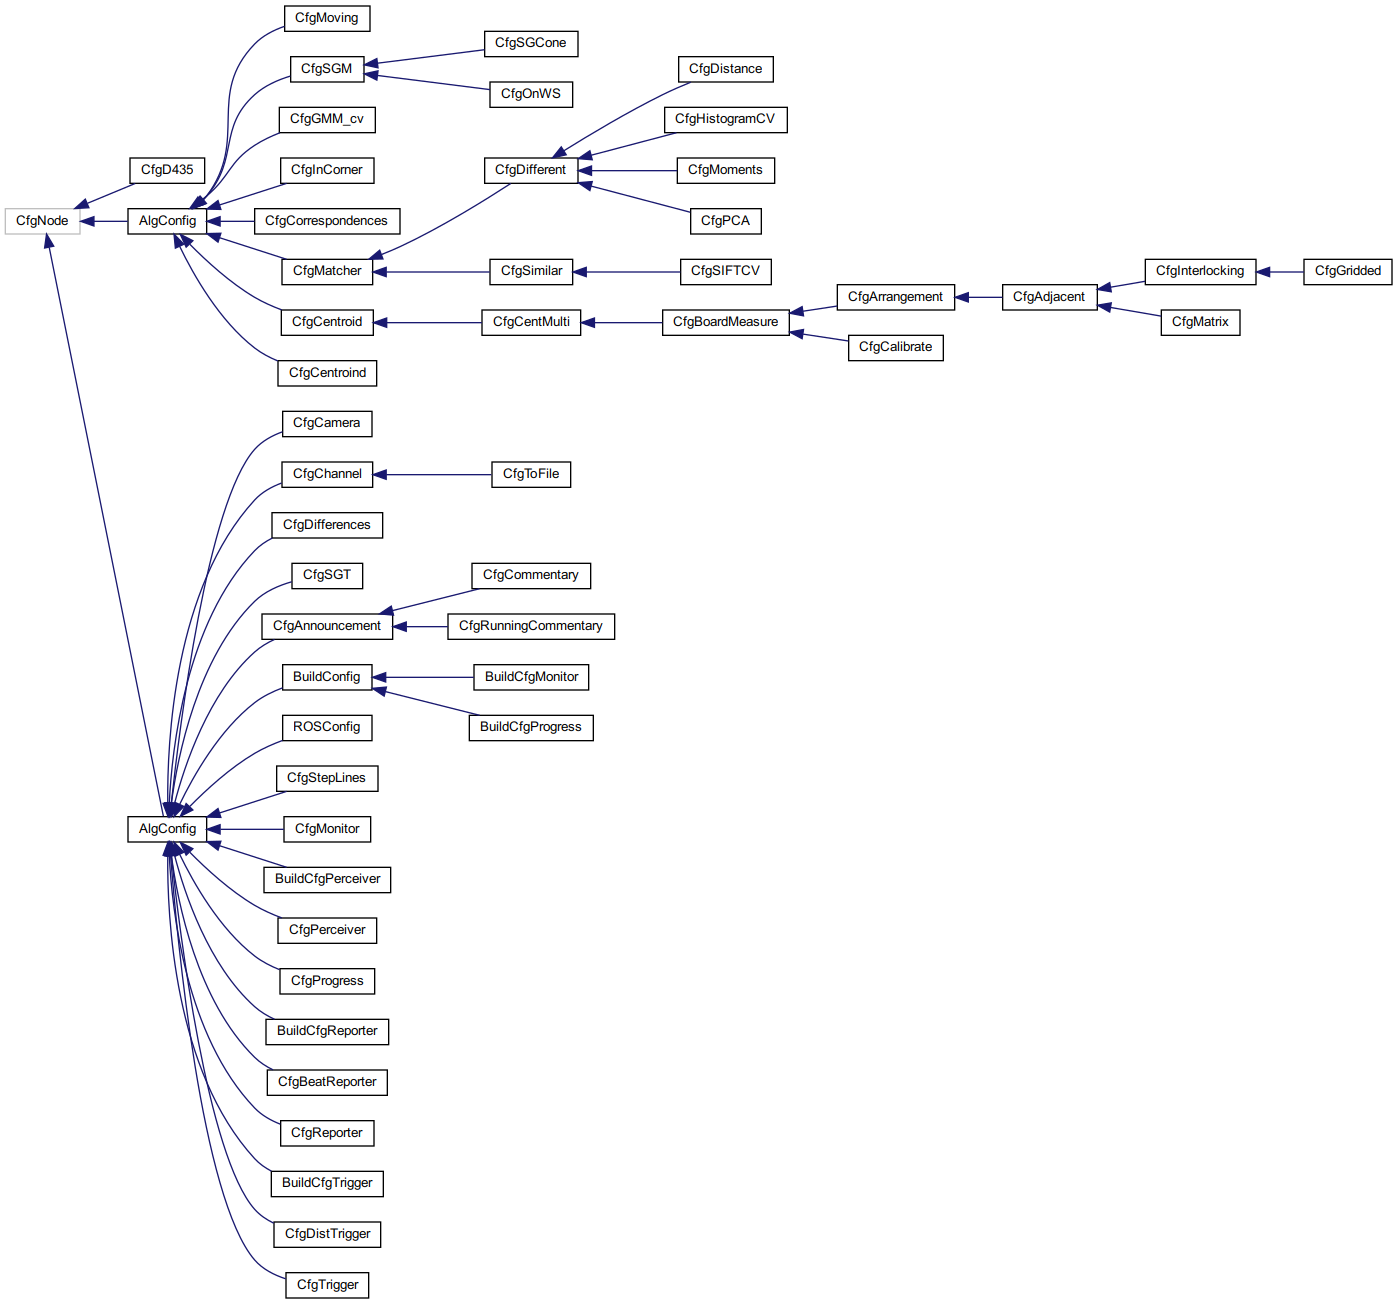 CfgMoving
CfgSGCone
CfgSGM
CfgDistance
CfgOnWS
CfgGMM_cv
CfgHistogramCV
CfgD435
CfgInCorner
CfgDifferent
CfgMoments
CfgNode
AlgConfig
CfgCorrespondences
CfgPCA
CfgMatcher
CfgSimilar
CfgSIFTCV
CfgInterlocking
CfgGridded
CfgArrangement
CfgAdjacent
CfgCentroid
CfgCentMulti
CfgBoardMeasure
CfgMatrix
CfgCalibrate
CfgCentroind
CfgCamera
CfgChannel
CfgToFile
CfgDifferences
CfgSGT
CfgCommentary
CfgAnnouncement
CfgRunningCommentary
BuildConfig
BuildCfgMonitor
ROSConfig
BuildCfgProgress
CfgStepLines
AlgConfig
CfgMonitor
BuildCfgPerceiver
CfgPerceiver
CfgProgress
BuildCfgReporter
CfgBeatReporter
CfgReporter
BuildCfgTrigger
CfgDistTrigger
CfgTrigger